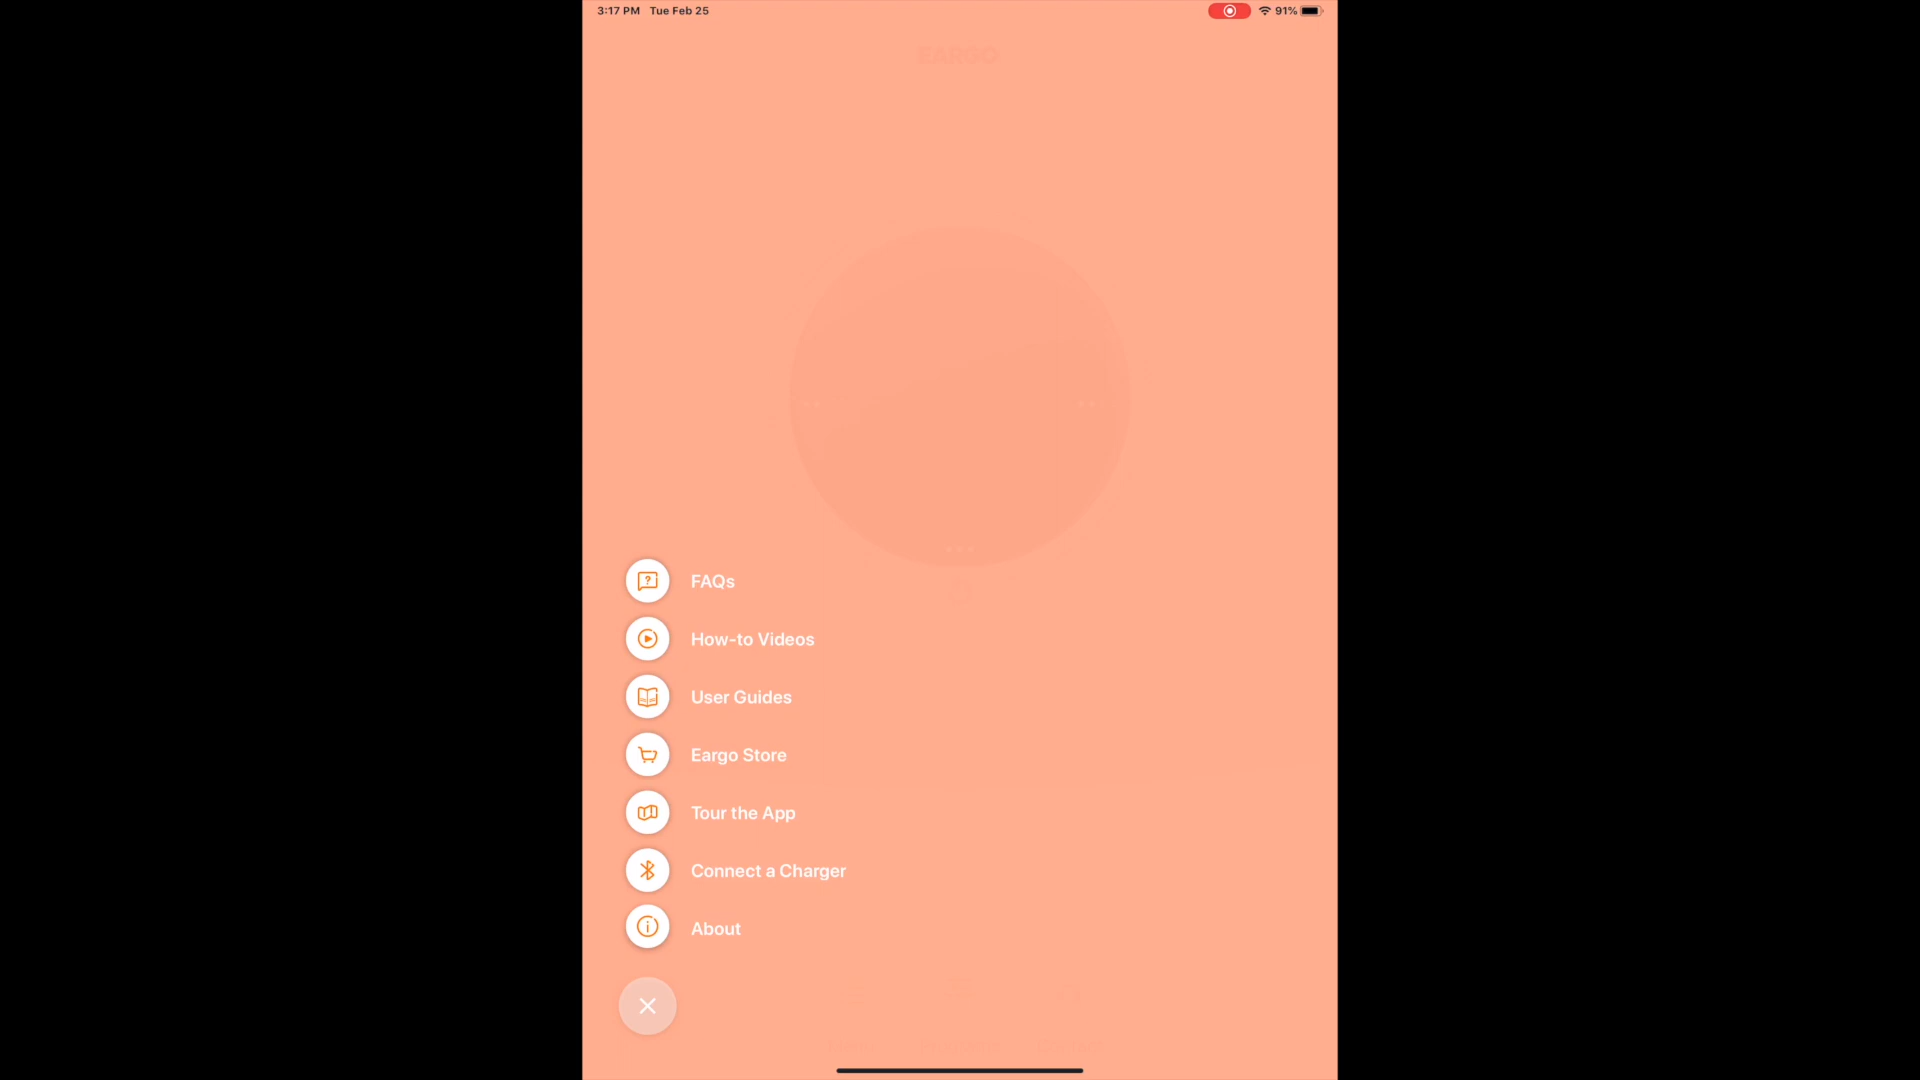 3:17 PM Tue Feb 25
91%
EARGO
FAQs
How-to Videos
User Guides
Eargo Store
Tour the App
Connect a Charger
About